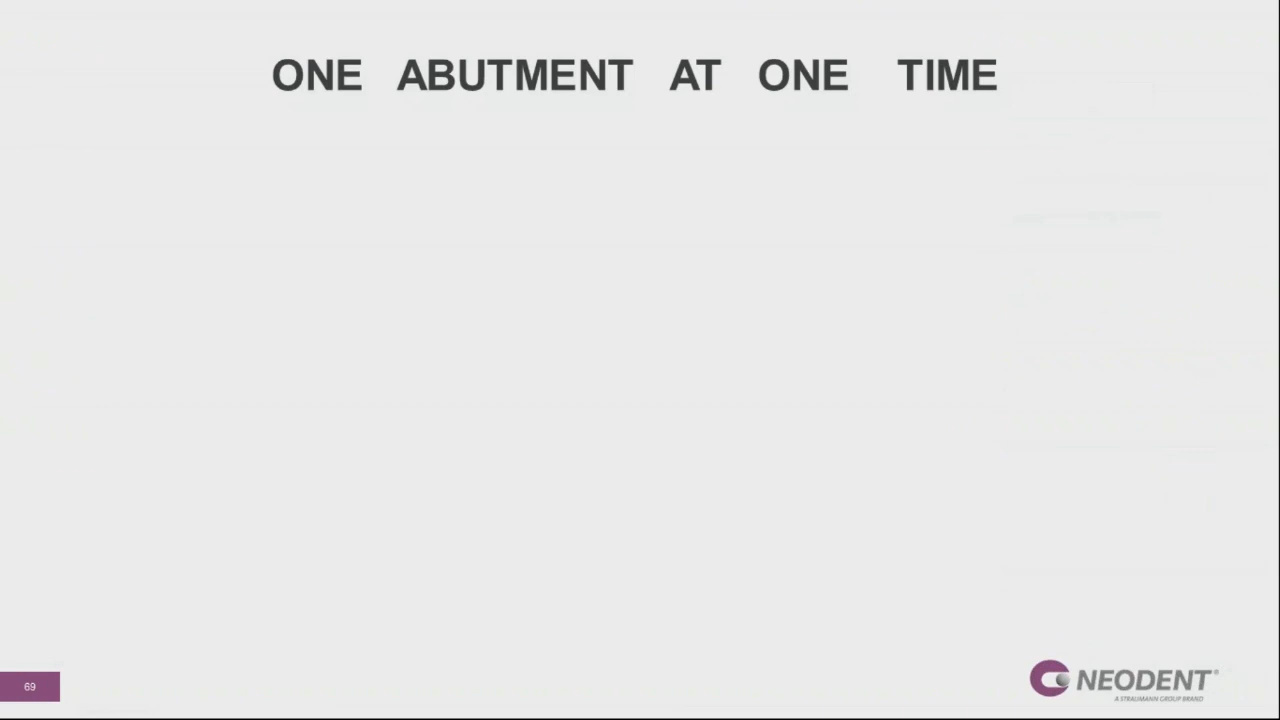 ONE ABUTMENT AT ONE TIME
69
NEODENT®
A STRAUMANN GROUP BRAND